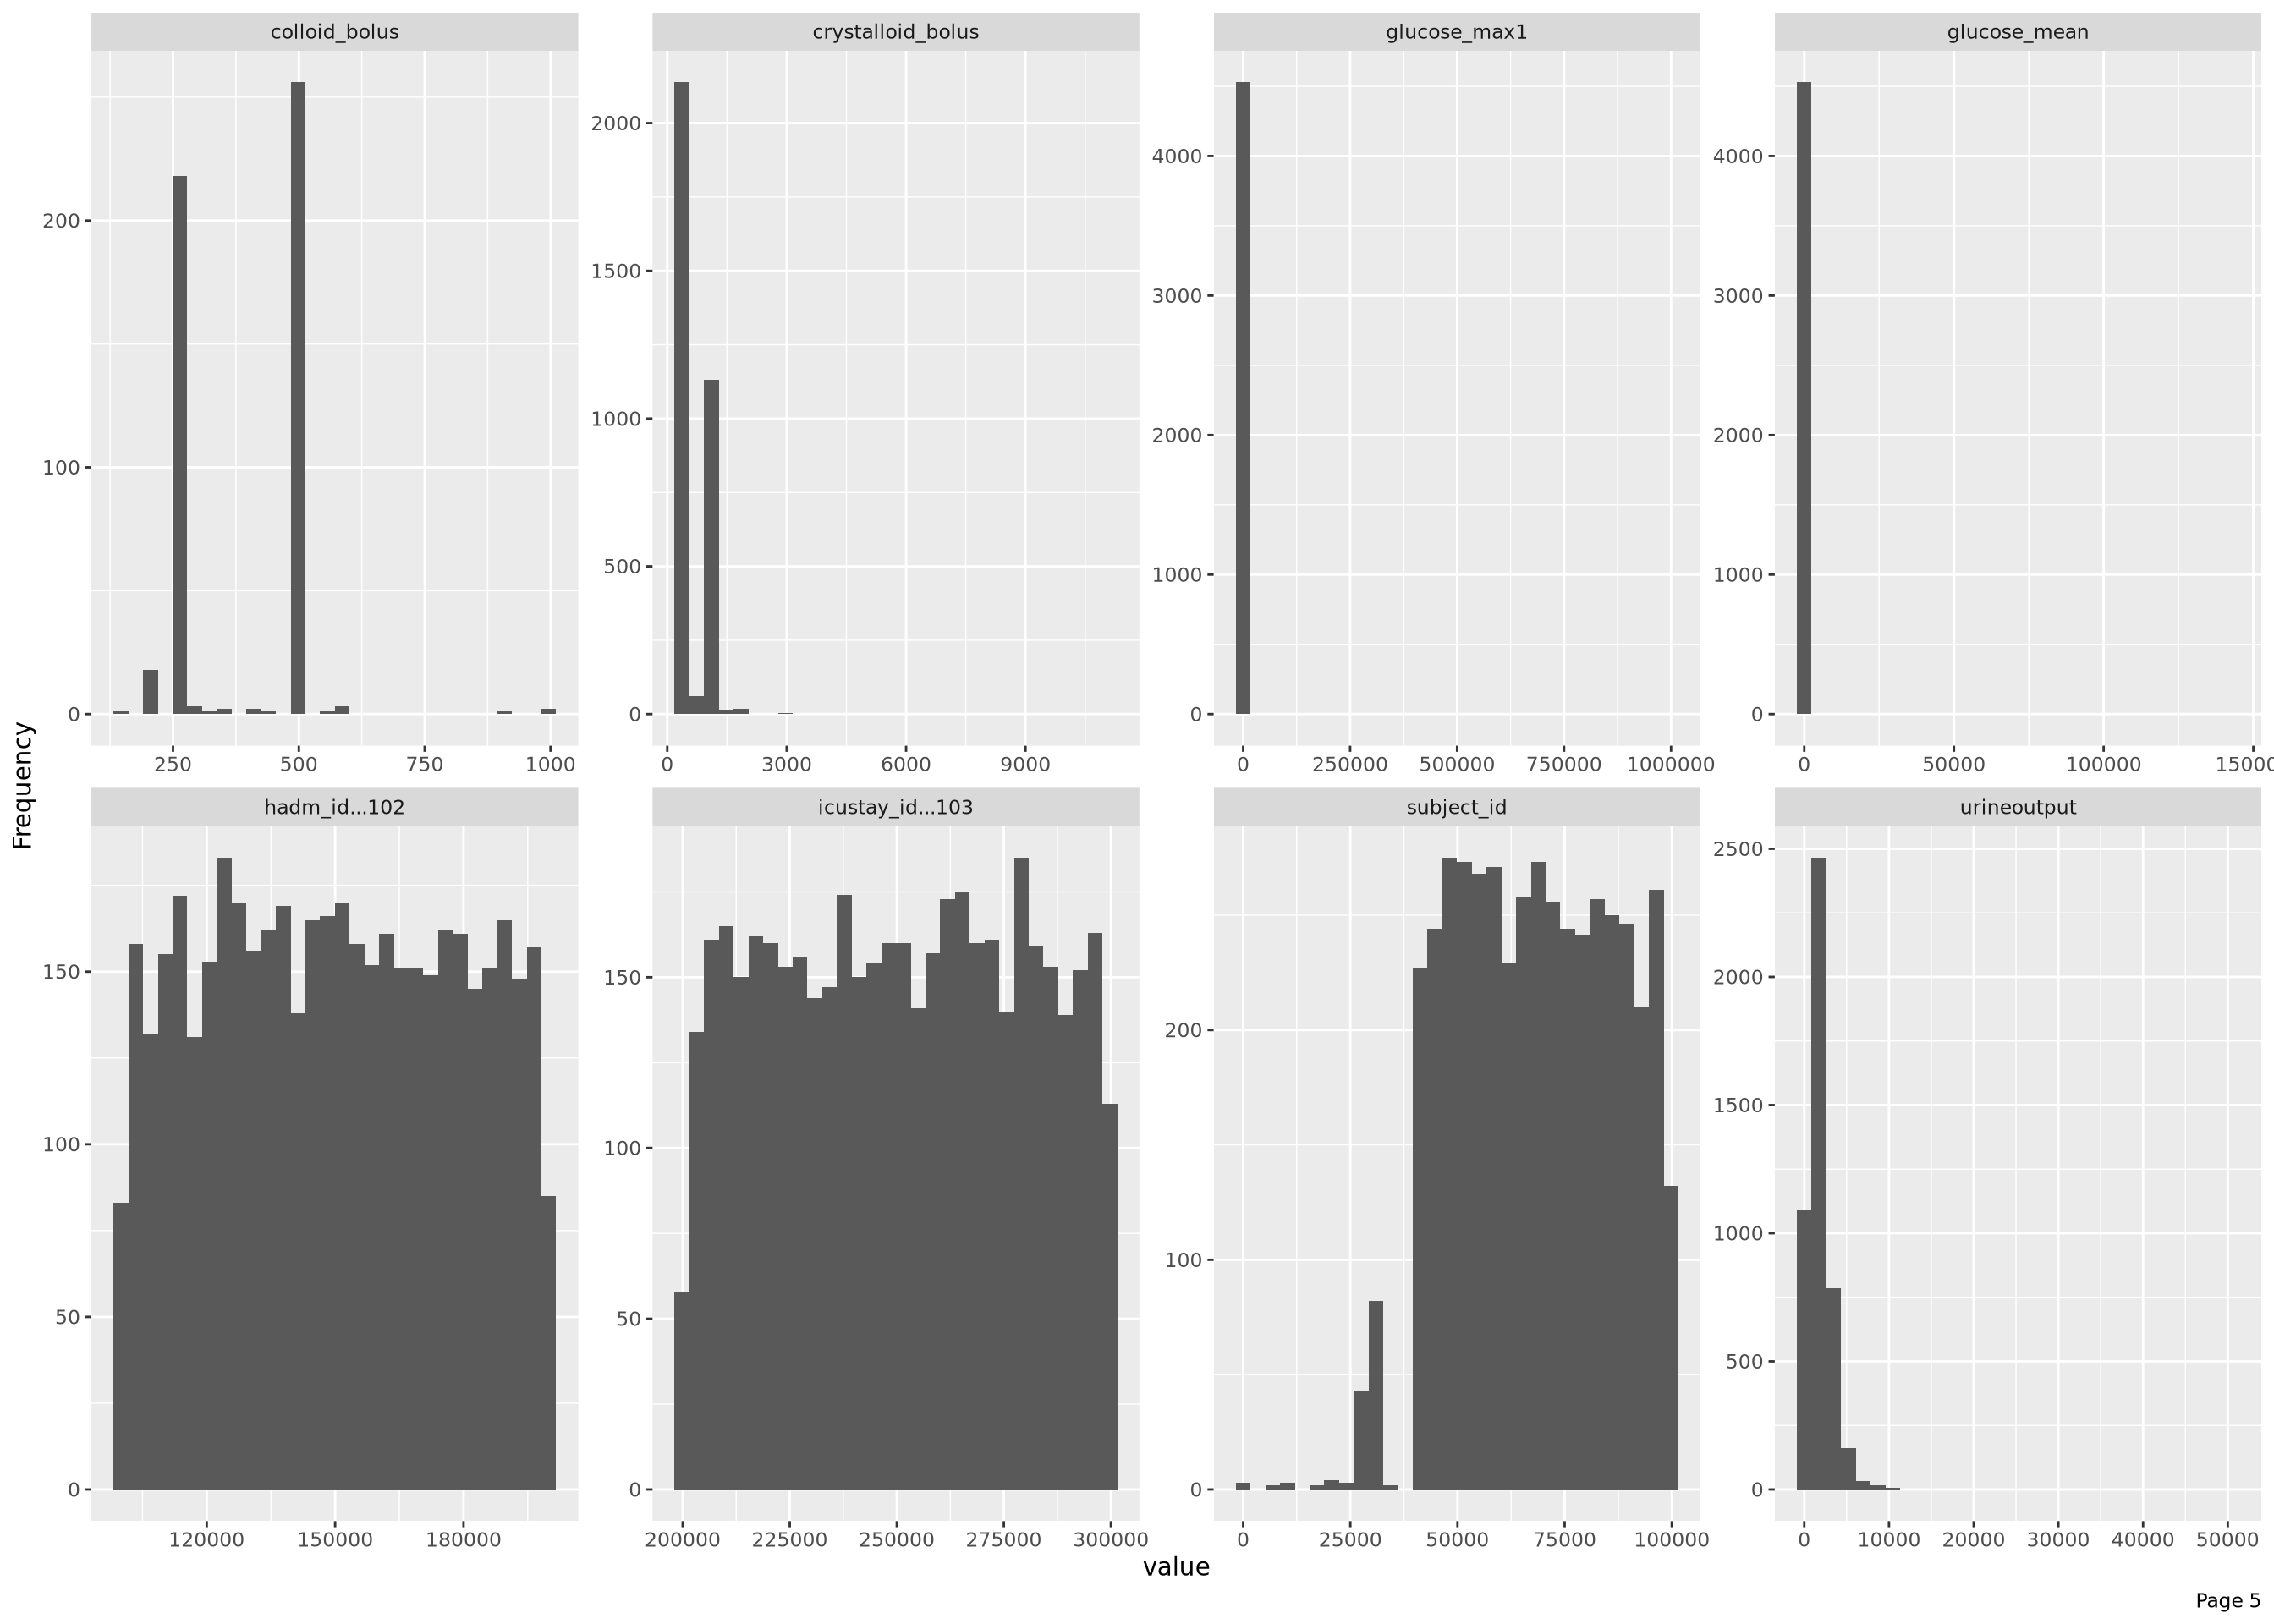 colloid_bolus crystalloid_bolus glucose_max1 glucose_mean
200
100
0
250 500 750 1000
2000
1500
1000
500
0
0 3000 6000 9000
4000
3000
2000
1000
0
0 250000 500000 750000 1000000
4000
3000
2000
1000
0
0 50000 100000 15000
Frequency
hadm_id...102 icustay_id...103 subject_id urineoutput
150
100
50
0
120000 150000 180000
150
100
50
0
200000 225000 250000 275000 300000
200
100
0
0 25000 50000 75000 100000
2500
2000
1500
1000
500
0
0 10000 20000 30000 40000 50000
value
Page 5